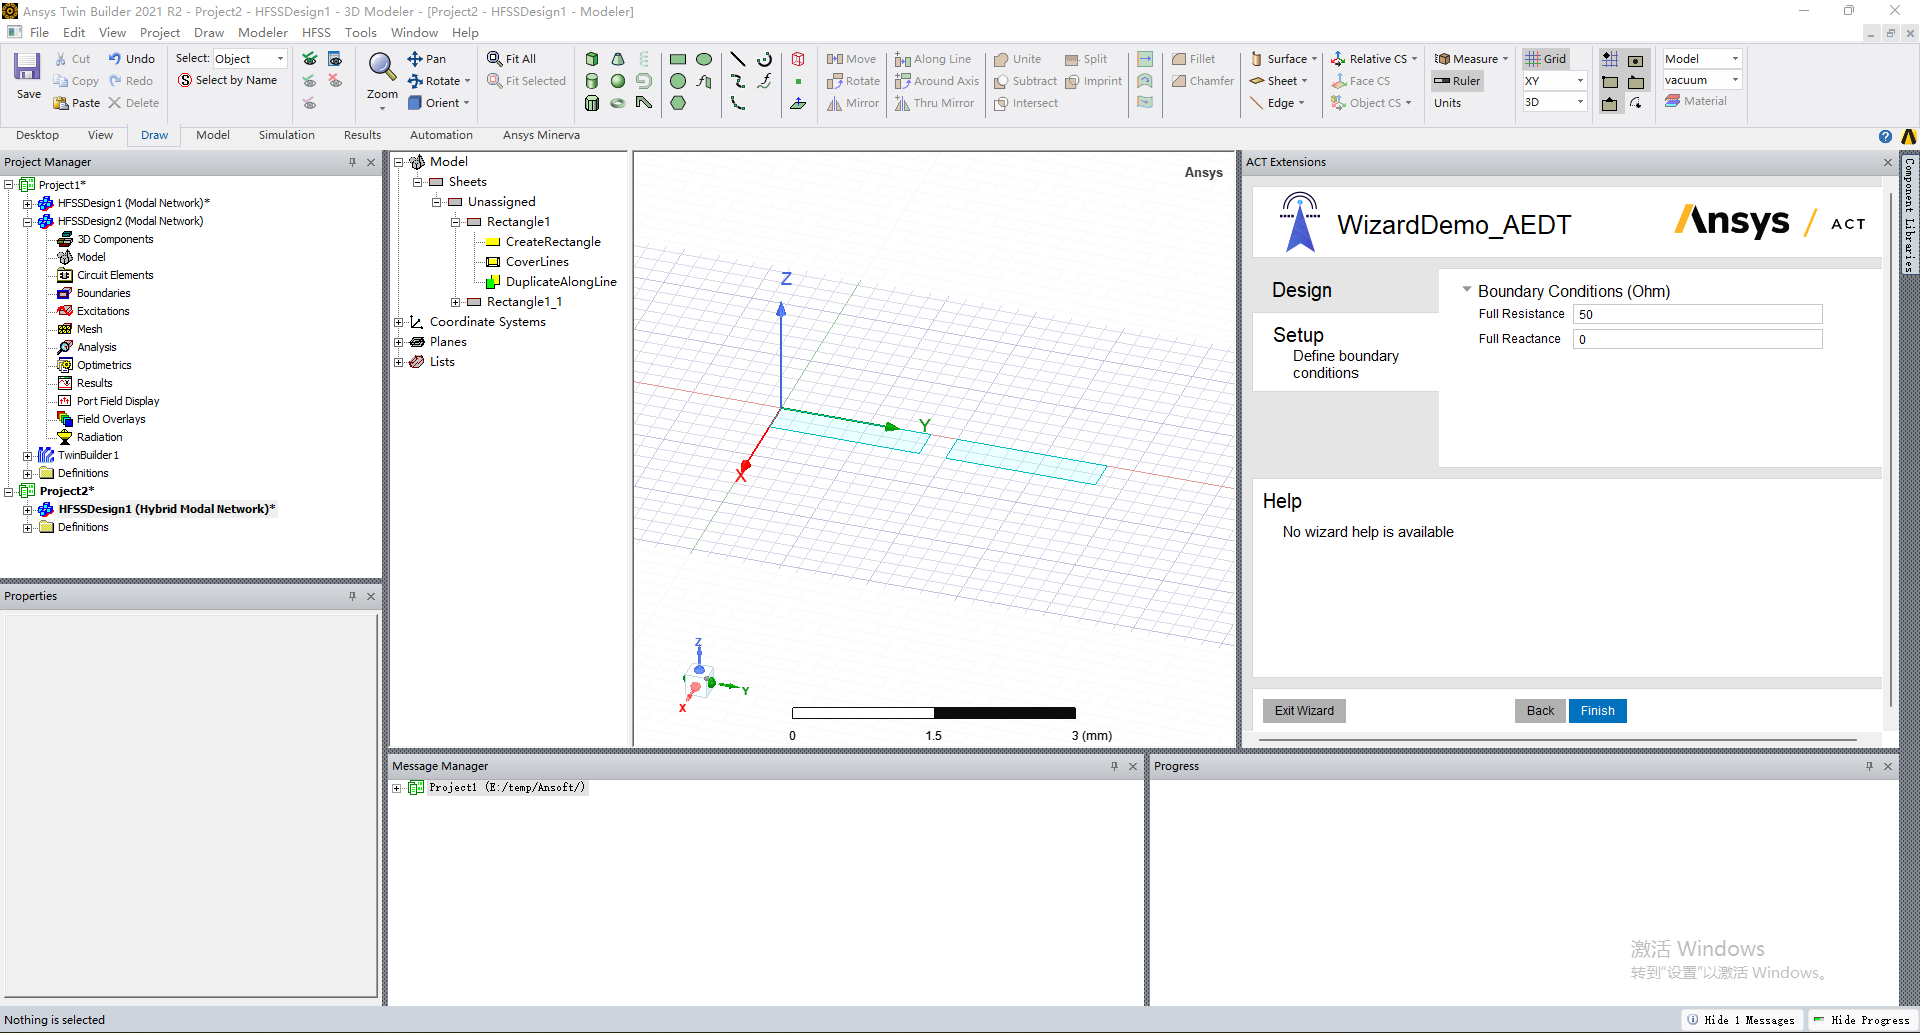 Ansys Twin Builder 2021 R2 - Project2 - HFSSDesign1 - 3D Modeler - [Project2 - HFSSDesign1 - Modeler]
File Edit View Project Draw Modeler HFSS Tools Window Help
Save
Cut
Copy
Paste
Undo
Redo
Delete
Select: Object
Select by Name
Zoom
Pan
Rotate
Orient
Fit All
Fit Selected
Move
Rotate
Mirror
Along Line
Around Axis
Thru Mirror
Unite
Subtract
Intersect
Split
Imprint
Fillet
Chamfer
Surface
Sheet
Edge
Relative CS
Face CS
Object CS
Measure
Ruler
Units
Grid
XY
3D
Model
vacuum
Material
Desktop View Draw Model Simulation Results Automation Ansys Minerva
Project Manager
Project1*
HFSSDesign1 (Modal Network)*
HFSSDesign2 (Modal Network)
3D Components
Model
Circuit Elements
Boundaries
Excitations
Mesh
Analysis
Optimetrics
Results
Port Field Display
Field Overlays
Radiation
TwinBuilder1
Definitions
Project2*
HFSSDesign1 (Hybrid Modal Network)*
Definitions
Properties
Model
Sheets
Unassigned
Rectangle1
CreateRectangle
CoverLines
DuplicateAlongLine
Rectangle1_1
Coordinate Systems
Planes
Lists
Ansys
Z
Y
X
Z
Y
X
0 1.5 3 (mm)
ACT Extensions
WizardDemo_AEDT
Ansys / ACT
Design
Setup
Define boundary
conditions
Boundary Conditions (Ohm)
Full Resistance 50
Full Reactance 0
Help
No wizard help is available
Exit Wizard Back Finish
Component Libraries
Message Manager
Project1 (E:/temp/Ansoft/)
Progress
激活 Windows
转到"设置"以激活 Windows。
Nothing is selected
Hide 1 Messages Hide Progress